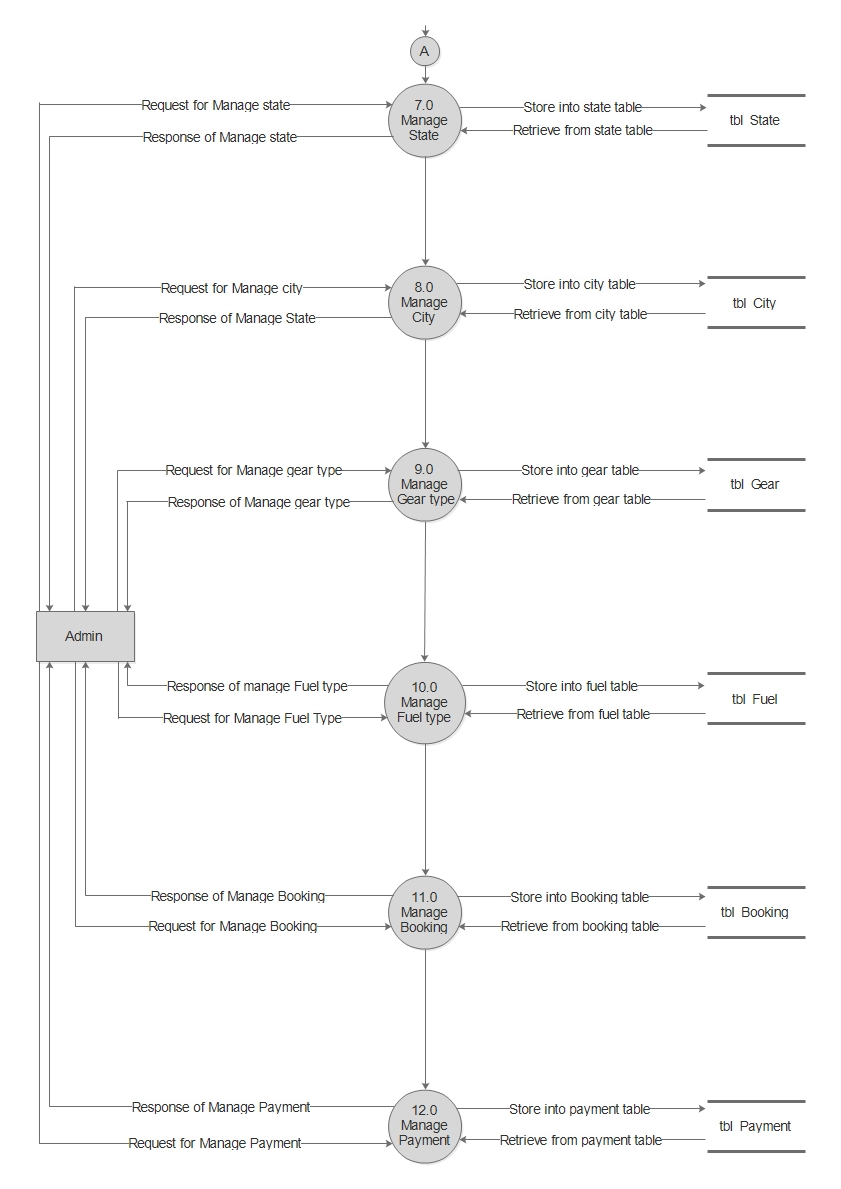 A
Request for Manage state
7.0
Manage
State
Store into state table
tbl State
Retrieve from state table
Response of Manage state
Request for Manage city
8.0
Manage
City
Store into city table
tbl City
Retrieve from city table
Response of Manage State
Request for Manage gear type
9.0
Manage
Gear type
Store into gear table
tbl Gear
Retrieve from gear table
Response of Manage gear type
Admin
Response of manage Fuel type
10.0
Manage
Fuel type
Store into fuel table
tbl Fuel
Retrieve from fuel table
Request for Manage Fuel Type
Response of Manage Booking
11.0
Manage
Booking
Store into Booking table
tbl Booking
Retrieve from booking table
Request for Manage Booking
Response of Manage Payment
12.0
Manage
Payment
Store into payment table
tbl Payment
Retrieve from payment table
Request for Manage Payment